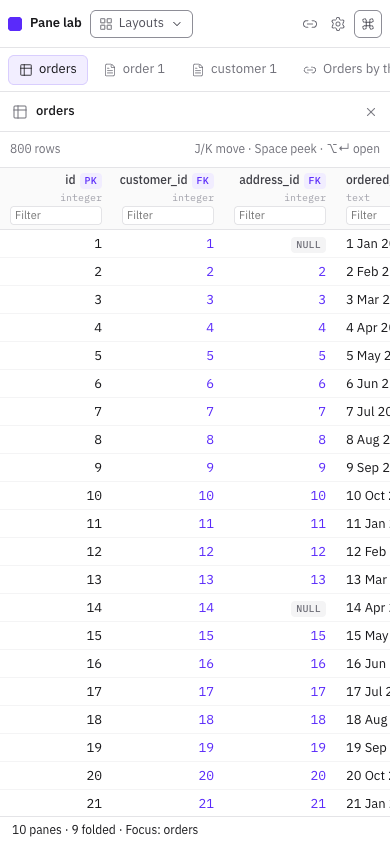 Pane lab Layouts
orders order 1 customer 1 Orders by th
orders
800 rows J/K move · Space peek · ⌥↵ open
id PK customer_id FK address_id FK ordered
integer integer integer text
Filter Filter Filter Filter
1 1 NULL 1 Jan 20
2 2 2 2 Feb 2
3 3 3 3 Mar 2
4 4 4 4 Apr 20
5 5 5 5 May 2
6 6 6 6 Jun 2
7 7 7 7 Jul 20
8 8 8 8 Aug 2
9 9 9 9 Sep 2
10 10 10 10 Oct 2
11 11 11 11 Jan
12 12 12 12 Feb
13 13 13 13 Mar
14 14 NULL 14 Apr
15 15 15 15 May
16 16 16 16 Jun
17 17 17 17 Jul 2
18 18 18 18 Aug
19 19 19 19 Sep
20 20 20 20 Oct
21 21 21 21 Jan
10 panes · 9 folded · Focus: orders